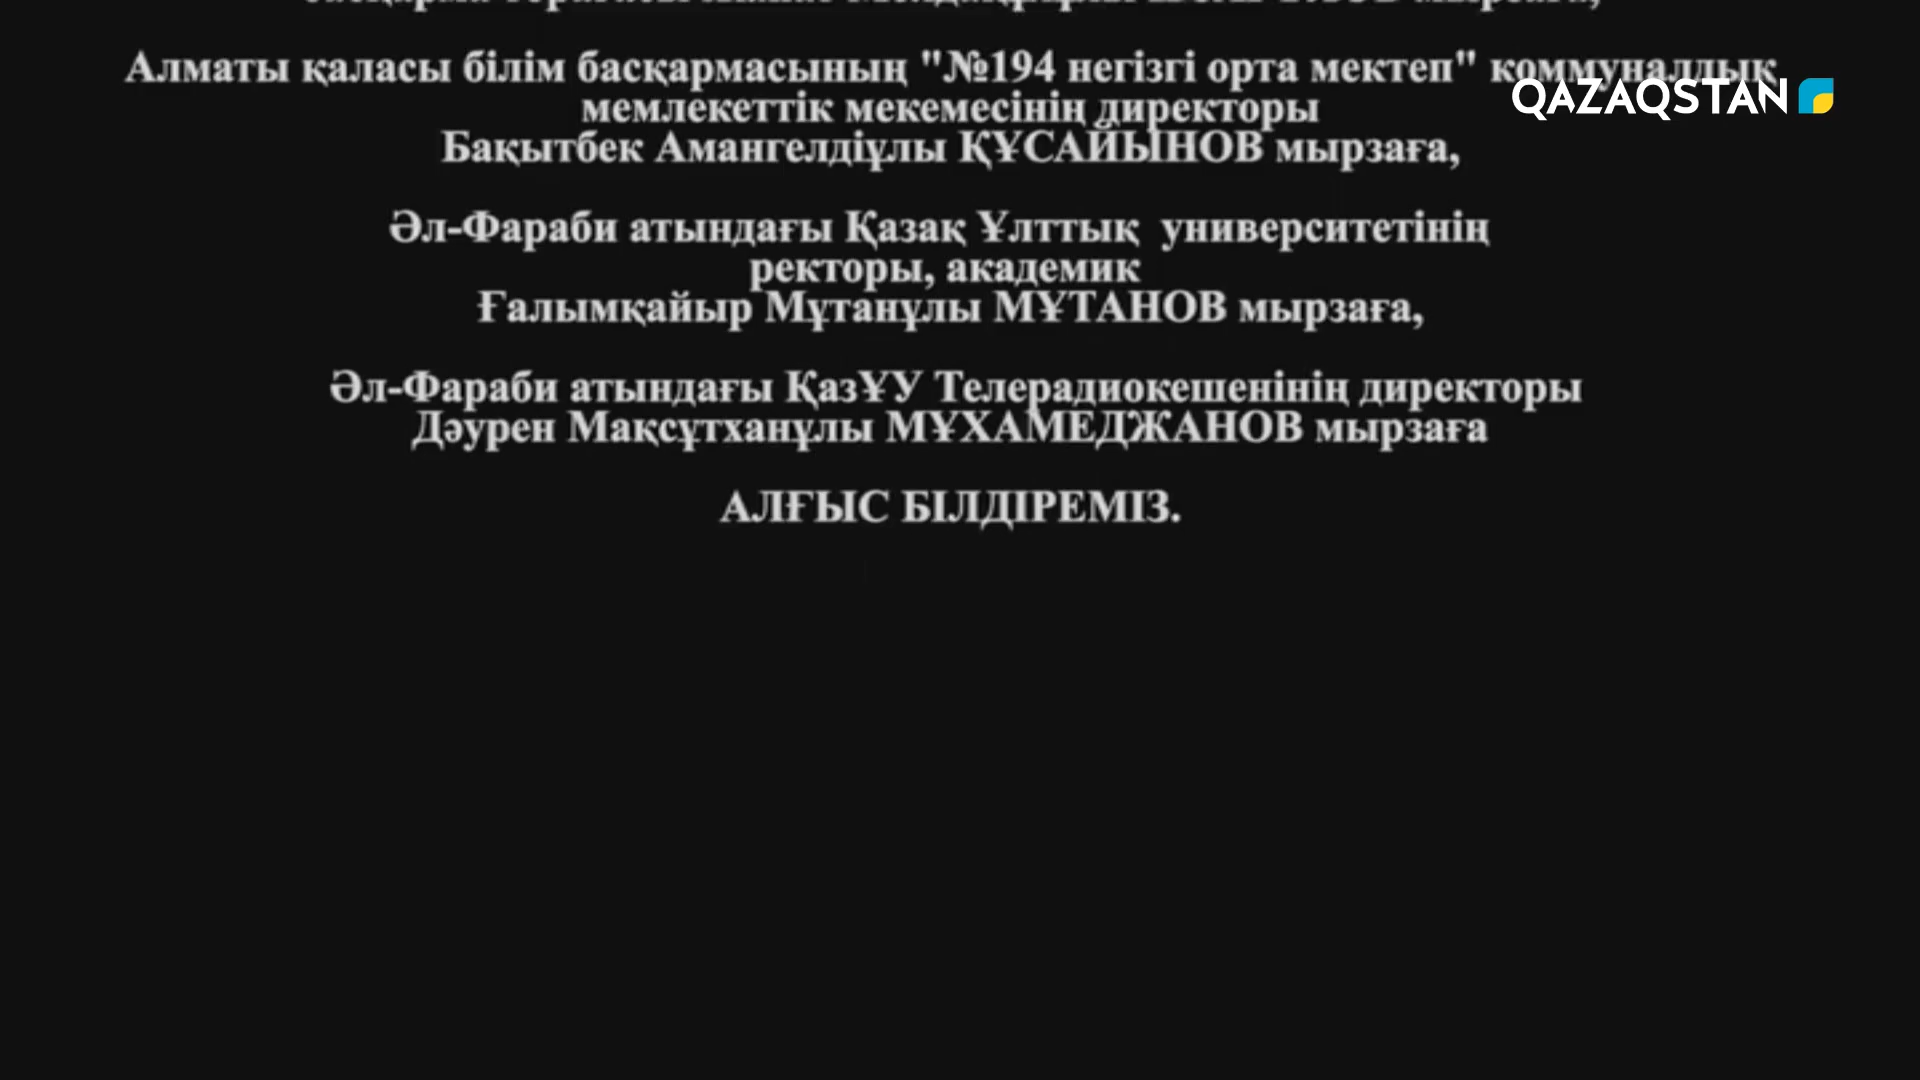 Алматы қаласы білім басқармасының "№194 негізгі орта мектеп" коммуналдық
QAZAQSTAN
мемлекеттік мекемесінің директоры
Бақытбек Амангелдіұлы ҚҰСАЙЫНОВ мырзаға,
Әл-Фараби атындағы Қазақ Ұлттық университетінің
ректоры, академик
Ғалымқайыр Мұтанұлы МҰТАНОВ мырзаға,
Әл-Фараби атындағы ҚазҰУ Телерадиокешенінің директоры
Дәурен Мақсұтханұлы МҰХАМЕДЖАНОВ мырзаға
АЛҒЫС БІЛДІРЕМІЗ.